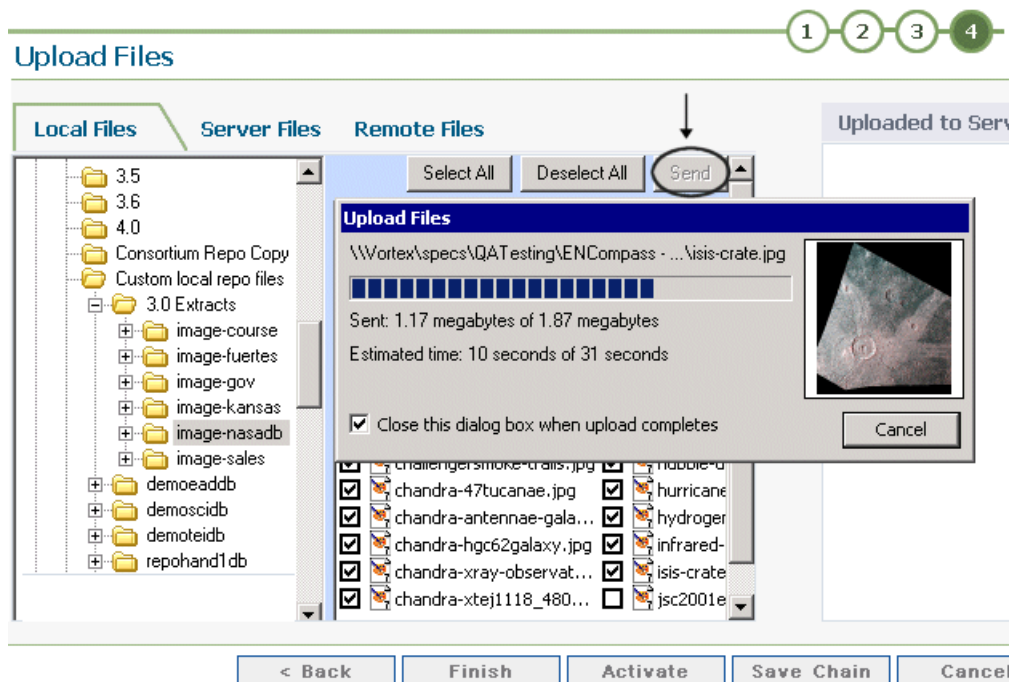 1 2 3 4
Upload Files
Local Files Server Files Remote Files
Uploaded to Serv
Select All Deselect All Send
3.5
3.6
4.0
Consortium Repo Copy
Custom local repo files
3.0 Extracts
image-course
image-fuertes
image-gov
image-kansas
image-nasadb
image-sales
demoeaddb
demoscidb
demoteidb
repohand1db
Upload Files
\\Vortex\specs\QATesting\ENCompass - ...\isis-crate.jpg
Sent: 1.17 megabytes of 1.87 megabytes
Estimated time: 10 seconds of 31 seconds
Close this dialog box when upload completes
Cancel
challengersmoke-trails.jpg hubble-d
chandra-47tucanae.jpg hurricane
chandra-antennae-gala... hydroger
chandra-hgc62galaxy.jpg infrared-
chandra-xray-observat... isis-crate
chandra-xtej1118_480... jsc2001e
< Back Finish Activate Save Chain Cancel